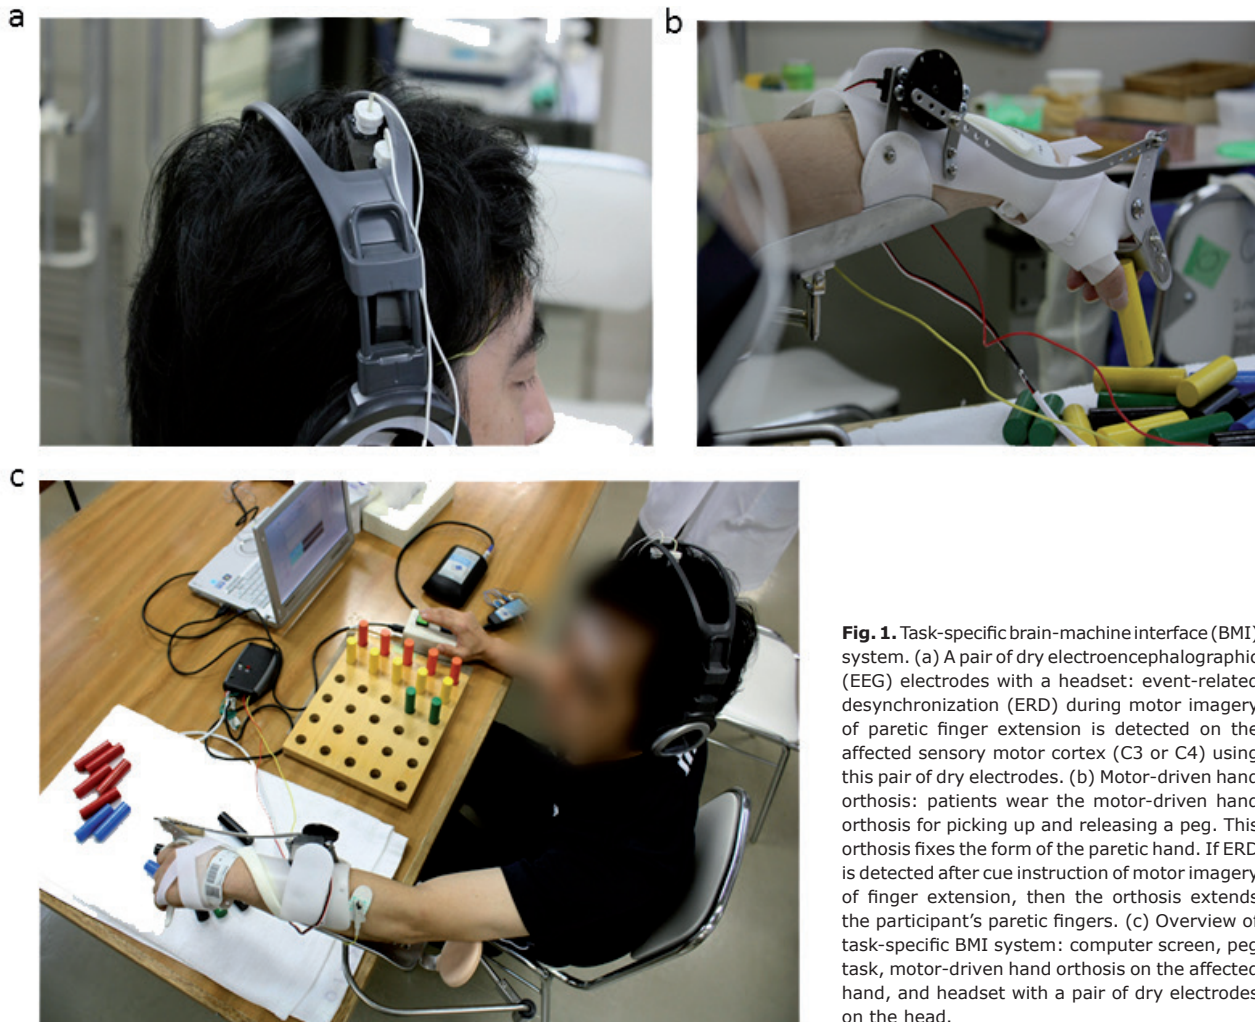 a
b
c
Fig. 1. Task-specific brain-machine interface (BMI)
system. (a) A pair of dry electroencephalographic
(EEG) electrodes with a headset: event-related
desynchronization (ERD) during motor imagery
of paretic finger extension is detected on the
affected sensory motor cortex (C3 or C4) using
this pair of dry electrodes. (b) Motor-driven hand
orthosis: patients wear the motor-driven hand
orthosis for picking up and releasing a peg. This
orthosis fixes the form of the paretic hand. If ERD
is detected after cue instruction of motor imagery
of finger extension, then the orthosis extends
the participant's paretic fingers. (c) Overview of
task-specific BMI system: computer screen, peg
task, motor-driven hand orthosis on the affected
hand, and headset with a pair of dry electrodes
on the head.